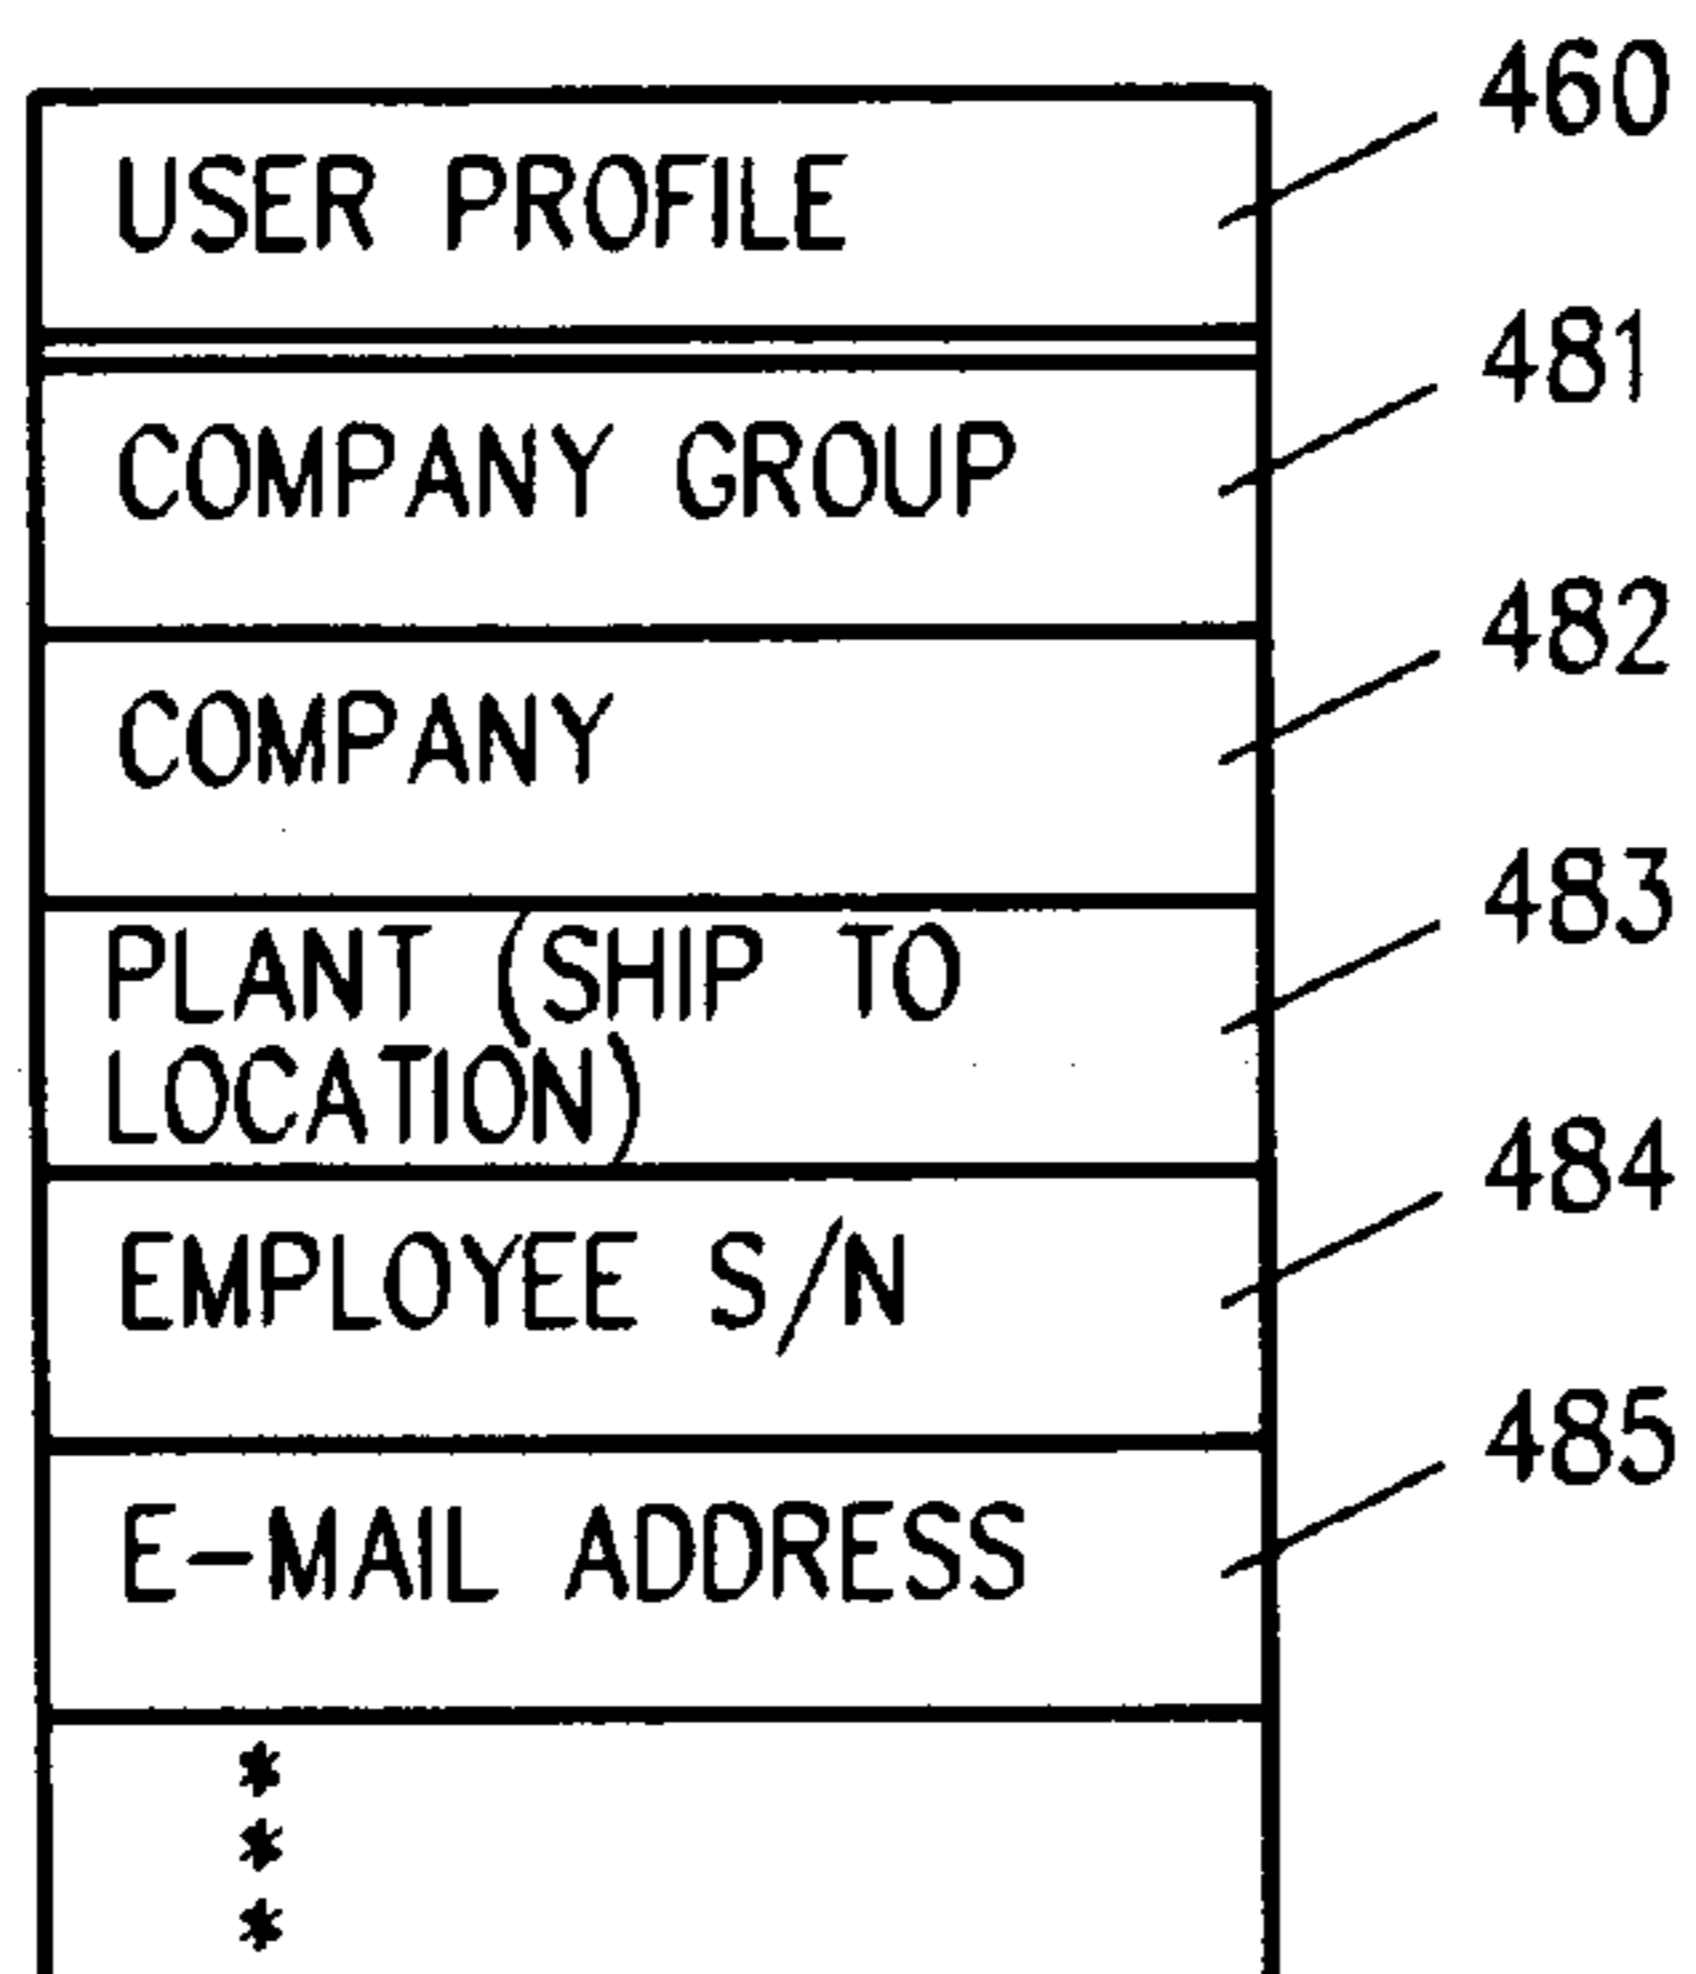 460
USER PROFILE
481
COMPANY GROUP
482
COMPANY
483
PLANT (SHIP TO
LOCATION)
484
EMPLOYEE S/N
485
E-MAIL ADDRESS
*
*
*